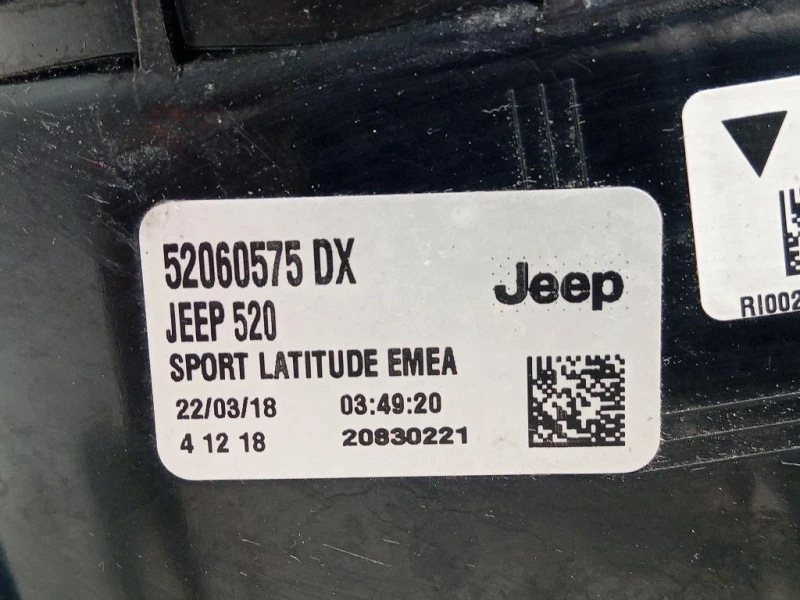 52060575 DX
Jeep
JEEP 520
SPORT LATITUDE EMEA
22/03/18 03:49:20
4 12 18 20830221
RI002